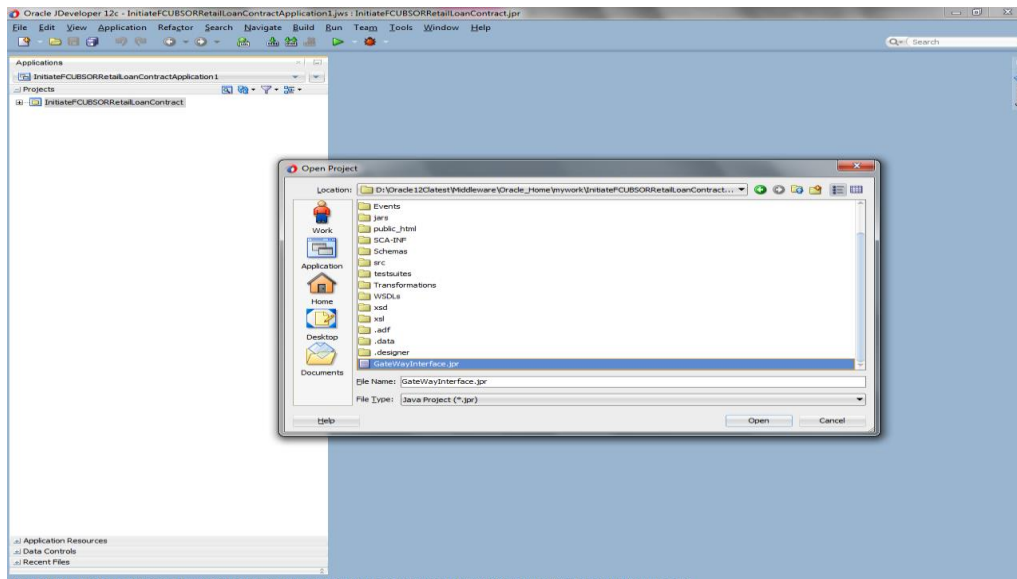 Oracle JDeveloper 12c - InitiateFCUBSORRetailLoanContractApplication1.jws : InitiateFCUBSORRetailLoanContract.jpr
File Edit View Application Refactor Search Navigate Build Run Team Tools Window Help
Search
Applications
InitiateFCUBSORRetailLoanContractApplication1
Projects
InitiateFCUBSORRetailLoanContract
Open Project
Location: D:\Oracle12Clatest\Middleware\Oracle_Home\mywork\InitiateFCUBSORRetailLoanContract...
Work
Application
Home
Desktop
Documents
Events
jars
public_html
SCA-INF
Schemas
src
testsuites
Transformations
WSDLs
xsd
xsl
.adf
.data
.designer
GateWayInterface.jpr
File Name: GateWayInterface.jpr
File Type: Java Project (*.jpr)
Help Open Cancel
Application Resources
Data Controls
Recent Files